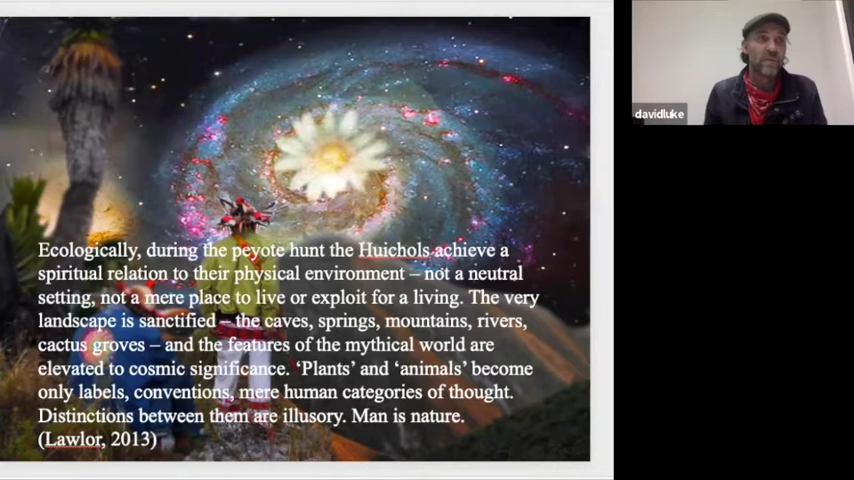 Ecologically, during the peyote hunt the Huichols achieve a
spiritual relation to their physical environment – not a neutral
setting, not a mere place to live or exploit for a living. The very
landscape is sanctified – the caves, springs, mountains, rivers,
cactus groves – and the features of the mythical world are
elevated to cosmic significance. ‘Plants’ and ‘animals’ become
only labels, conventions, mere human categories of thought.
Distinctions between them are illusory. Man is nature.
(Lawlor, 2013)
davidluke